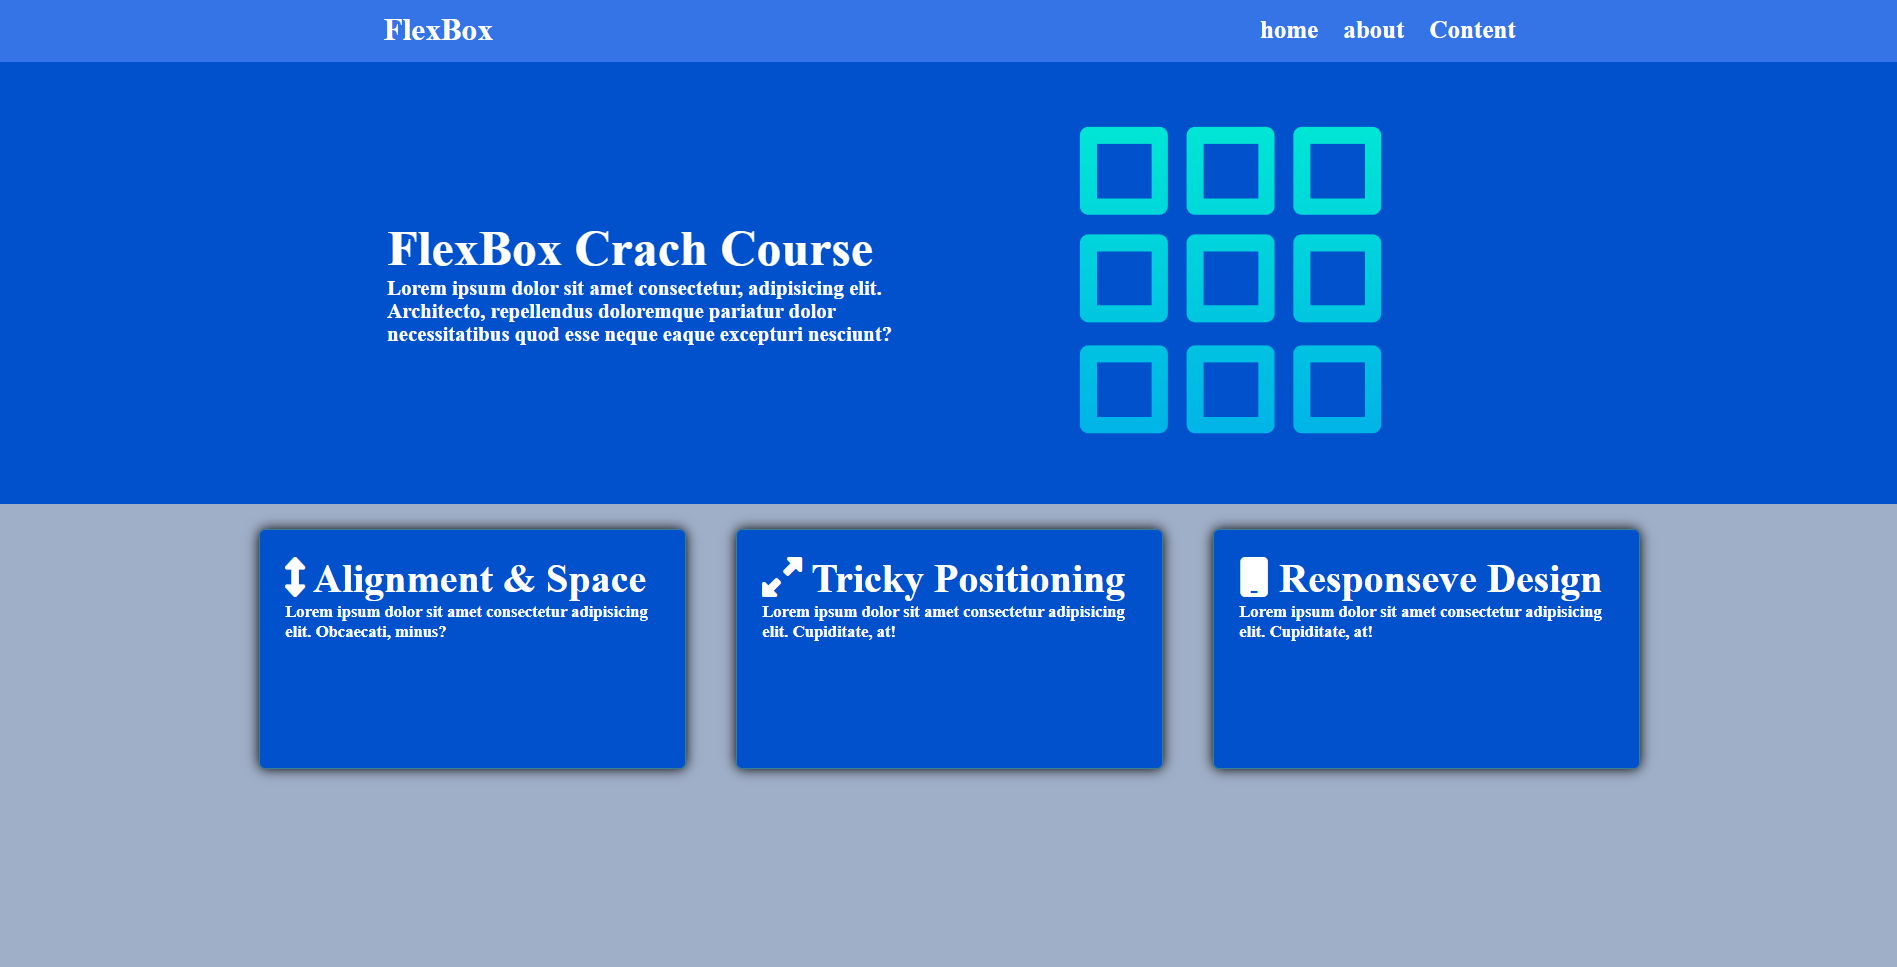 FlexBox
home about Content
FlexBox Crach Course
Lorem ipsum dolor sit amet consectetur, adipisicing elit.
Architecto, repellendus doloremque pariatur dolor
necessitatibus quod esse neque eaque excepturi nesciunt?
Alignment & Space
Lorem ipsum dolor sit amet consectetur adipisicing
elit. Obcaecati, minus?
Tricky Positioning
Lorem ipsum dolor sit amet consectetur adipisicing
elit. Cupiditate, at!
Responseve Design
Lorem ipsum dolor sit amet consectetur adipisicing
elit. Cupiditate, at!